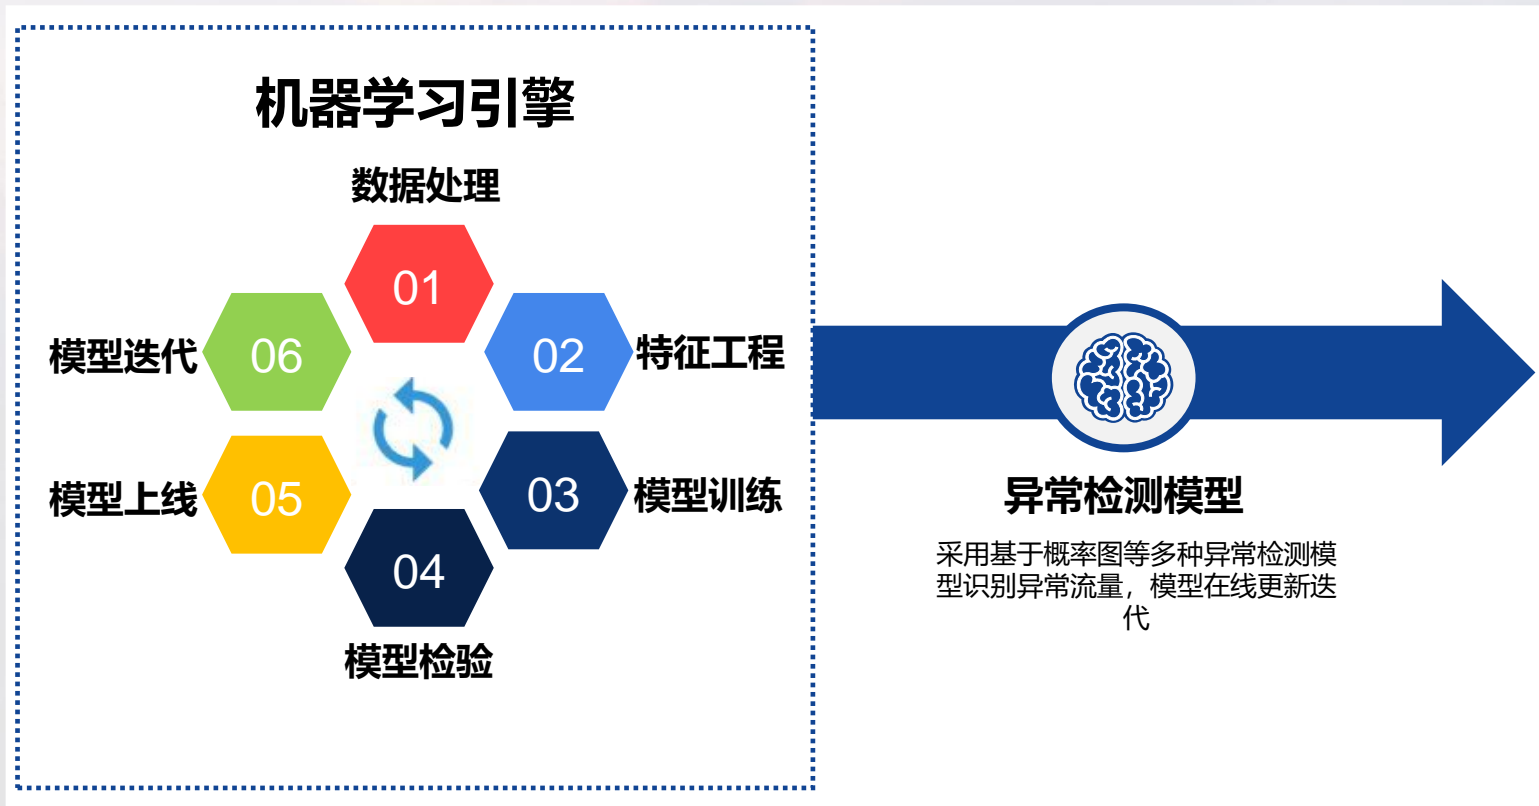 机器学习引擎
数据处理
01
02
特征工程
03
模型训练
04
模型检验
05
模型上线
06
模型迭代
异常检测模型
采用基于概率图等多种异常检测模
型识别异常流量，模型在线更新迭
代